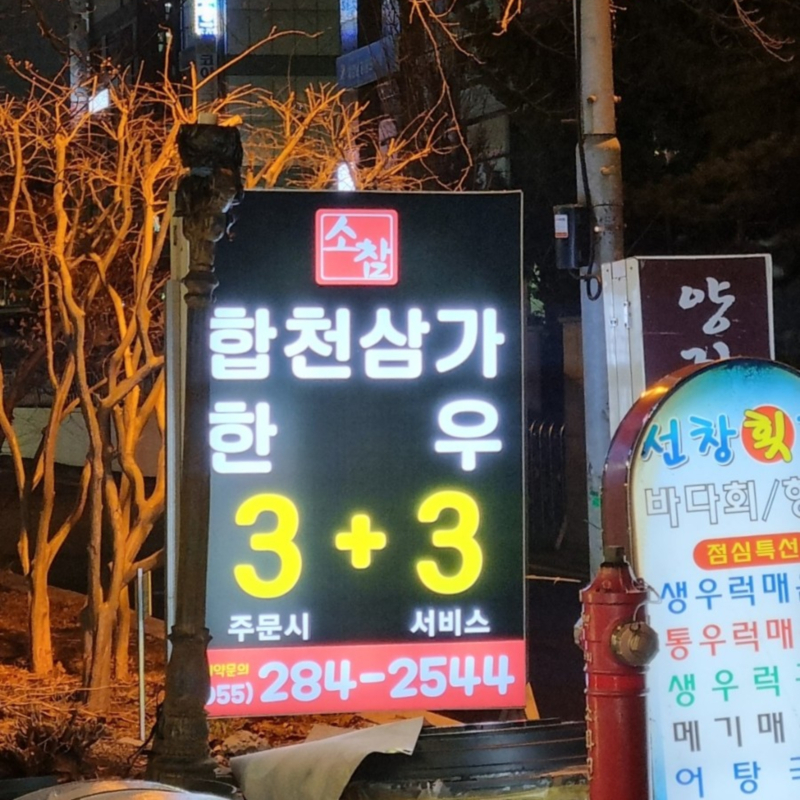 소참
합천삼가
한우
3+3
주문시 서비스
약문의
055) 284-2544
양
선창횟
바다회/
점심특선
생우럭매
통우럭매
생우럭
메기매
어탕